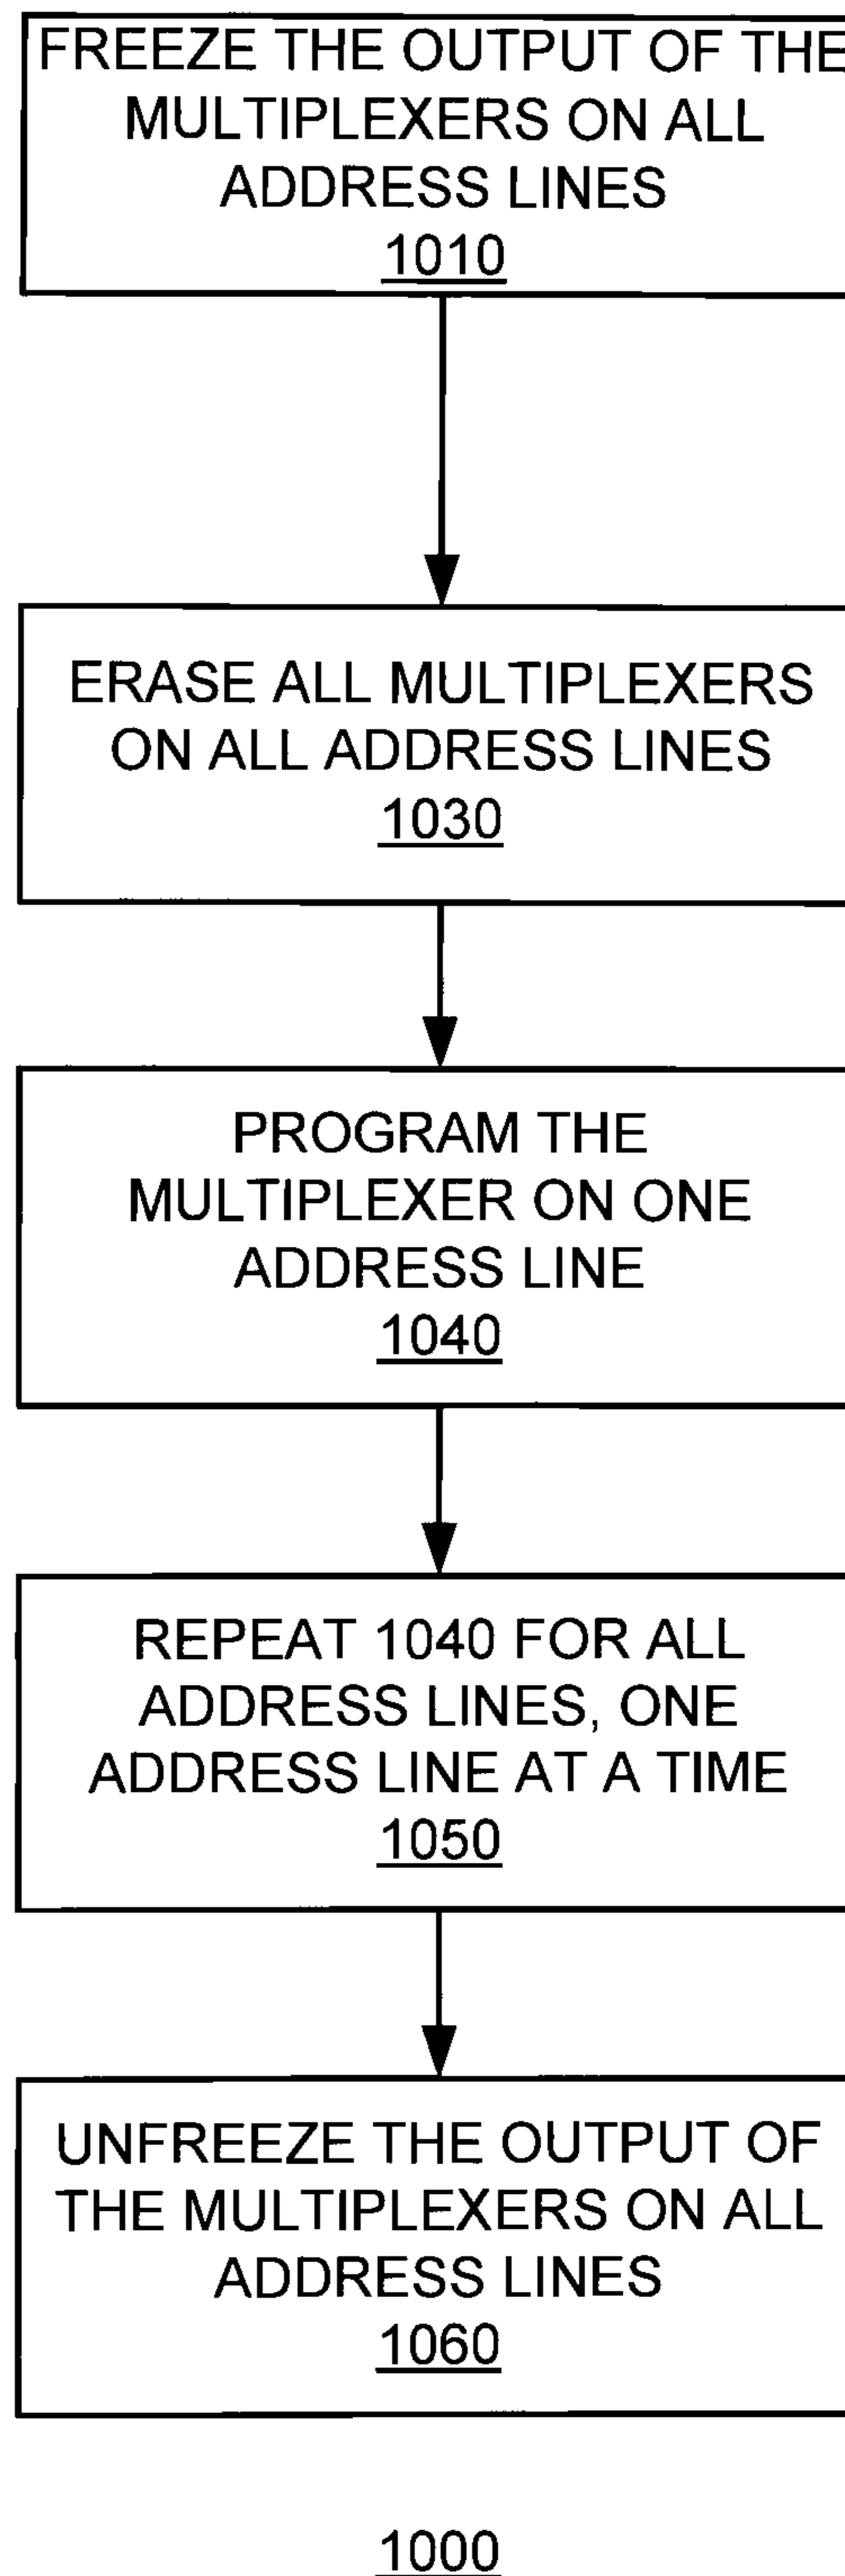 FREEZE THE OUTPUT OF THE
MULTIPLEXERS ON ALL
ADDRESS LINES
1010
ERASE ALL MULTIPLEXERS
ON ALL ADDRESS LINES
1030
PROGRAM THE
MULTIPLEXER ON ONE
ADDRESS LINE
1040
REPEAT 1040 FOR ALL
ADDRESS LINES, ONE
ADDRESS LINE AT A TIME
1050
UNFREEZE THE OUTPUT OF
THE MULTIPLEXERS ON ALL
ADDRESS LINES
1060
1000